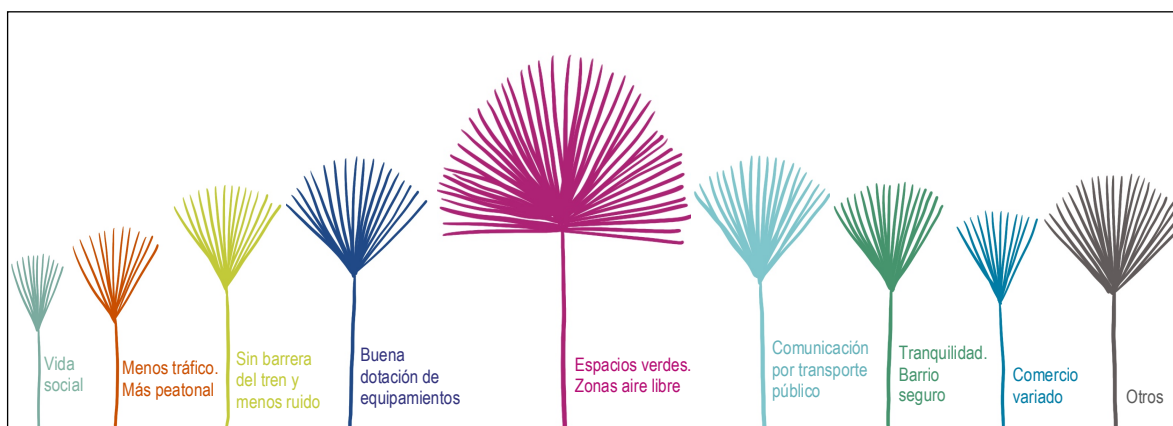 Vida
social
Menos tráfico.
Más peatonal
Sin barrera
del tren y
menos ruido
Buena
dotación de
equipamientos
Espacios verdes.
Zonas aire libre
Comunicación
por transporte
público
Tranquilidad.
Barrio
seguro
Comercio
variado
Otros